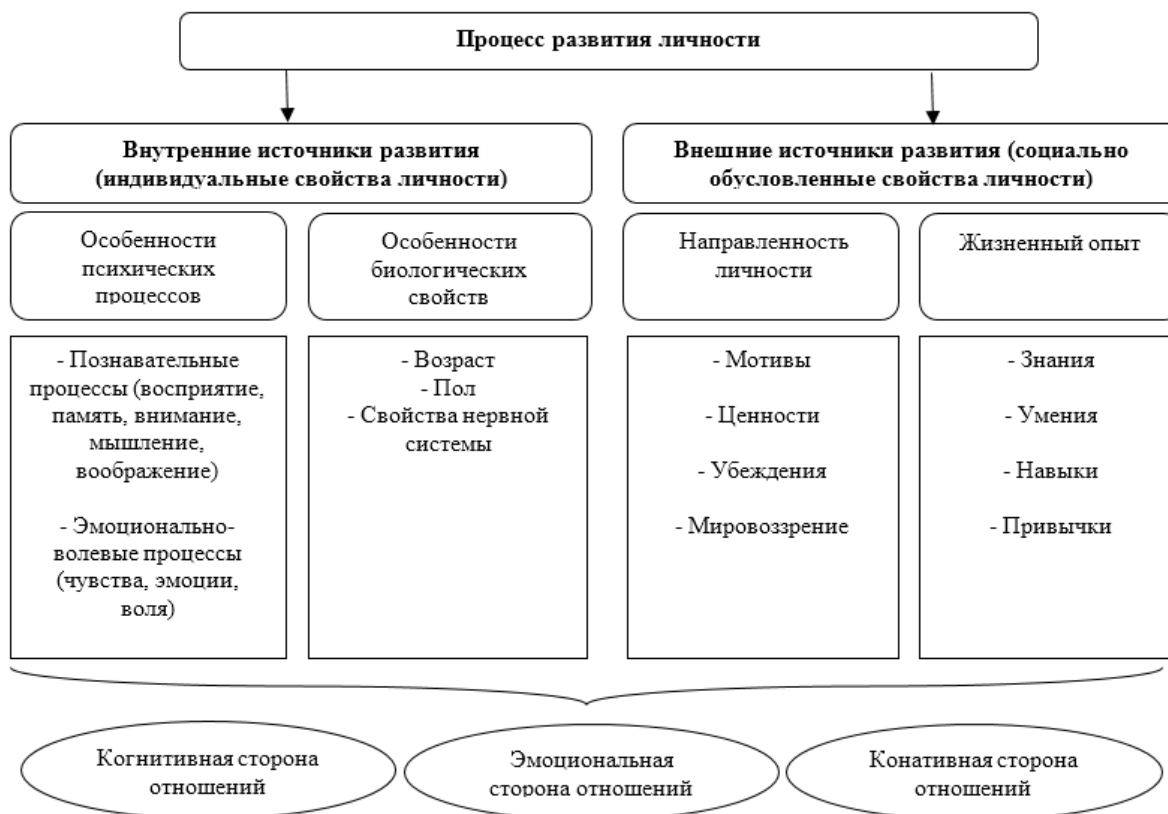 Процесс развития личности
Внутренние источники развития
(индивидуальные свойства личности)
Внешние источники развития (социально
обусловленные свойства личности)
Особенности
психических
процессов
Особенности
биологических
свойств
Направленность
личности
Жизненный опыт
- Познавательные
процессы (восприятие,
память, внимание,
мышление,
воображение)
- Эмоционально-
волевые процессы
(чувства, эмоции,
воля)
- Возраст
- Пол
- Свойства нервной
системы
- Мотивы
- Ценности
- Убеждения
- Мировоззрение
- Знания
- Умения
- Навыки
- Привычки
Когнитивная сторона
отношений
Эмоциональная
сторона отношений
Конативная сторона
отношений